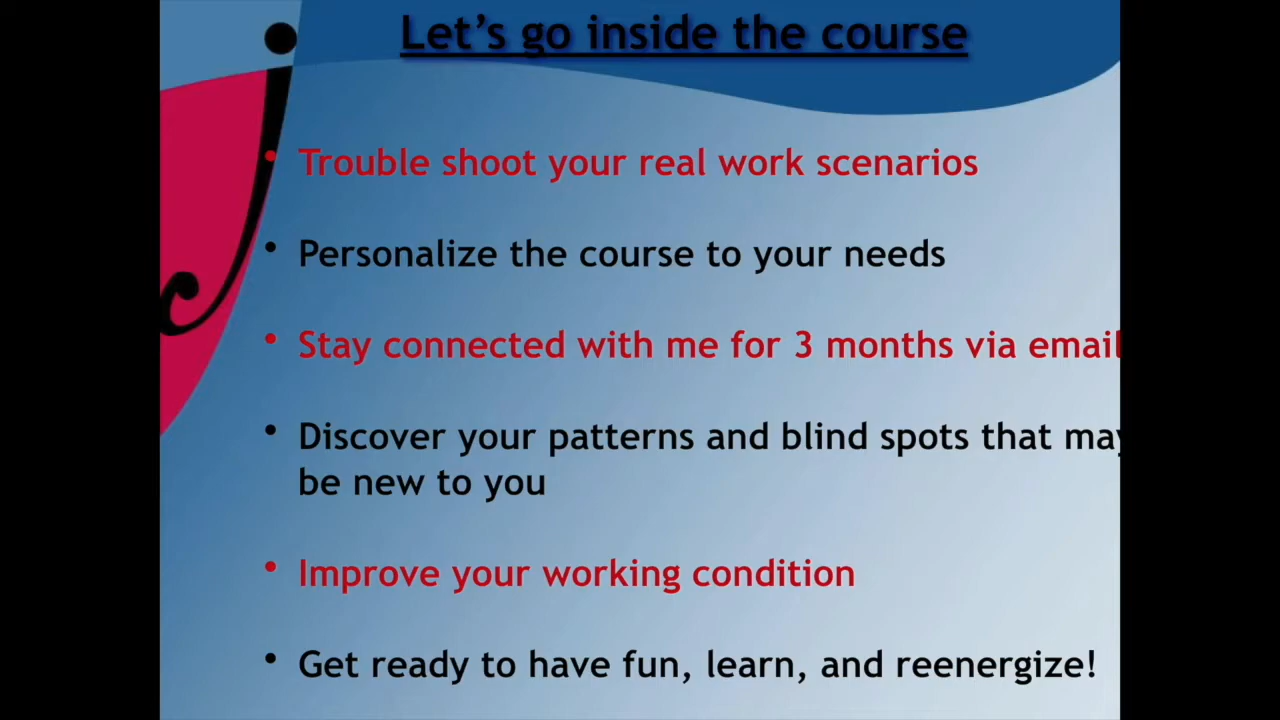 Let’s go inside the course
• Trouble shoot your real work scenarios
• Personalize the course to your needs
• Stay connected with me for 3 months via email
• Discover your patterns and blind spots that may
be new to you
• Improve your working condition
• Get ready to have fun, learn, and reenergize!